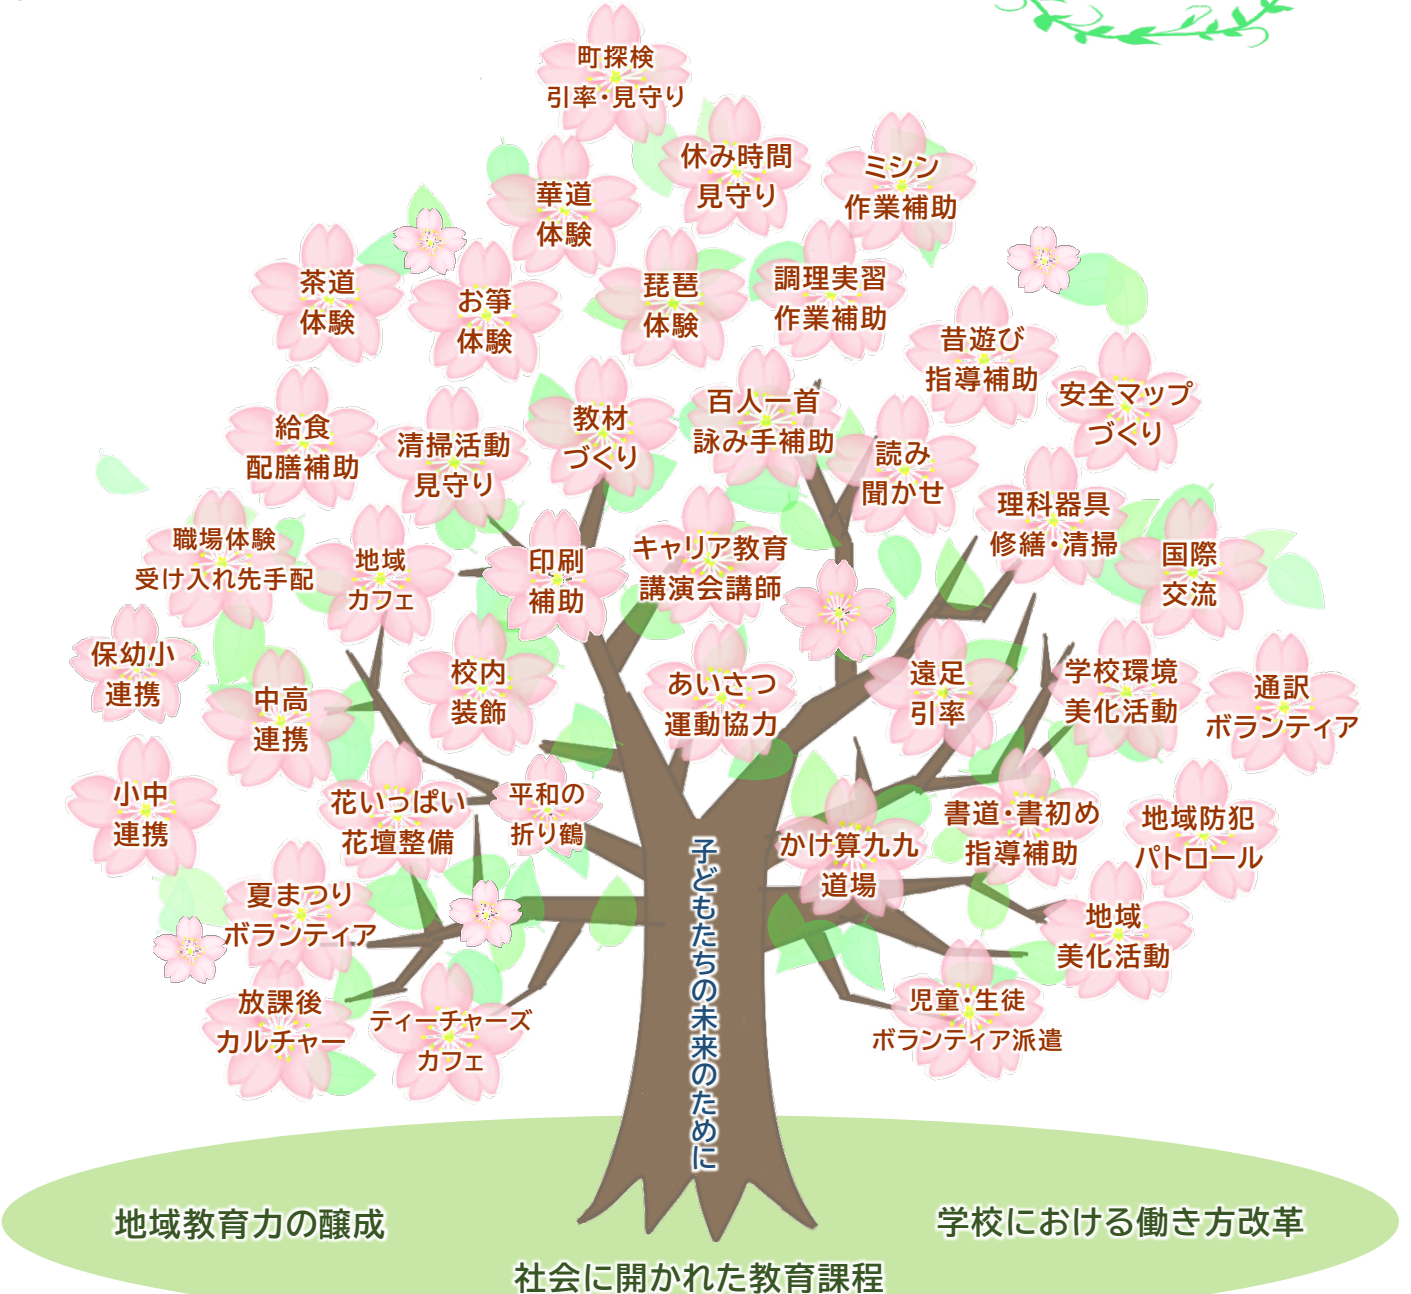 町探検
引率・見守り
休み時間
見守り
ミシン
作業補助
華道
体験
茶道
体験
お箏
体験
琵琶
体験
調理実習
作業補助
昔遊び
指導補助
安全マップ
づくり
給食
配膳補助
清掃活動
見守り
教材
づくり
百人一首
詠み手補助
読み
聞かせ
理科器具
修繕・清掃
国際
交流
職場体験
受け入れ先手配
地域
カフェ
印刷
補助
キャリア教育
講演会講師
保幼小
連携
中高
連携
校内
装飾
あいさつ
運動協力
遠足
引率
学校環境
美化活動
通訳
ボランティア
小中
連携
花いっぱい
花壇整備
平和の
折り鶴
かけ算九九
道場
書道・書初め
指導補助
地域防犯
パトロール
夏まつり
ボランティア
地域
美化活動
放課後
カルチャー
ティーチャーズ
カフェ
児童・生徒
ボランティア派遣
子どもたちの未来のために
地域教育力の醸成
学校における働き方改革
社会に開かれた教育課程